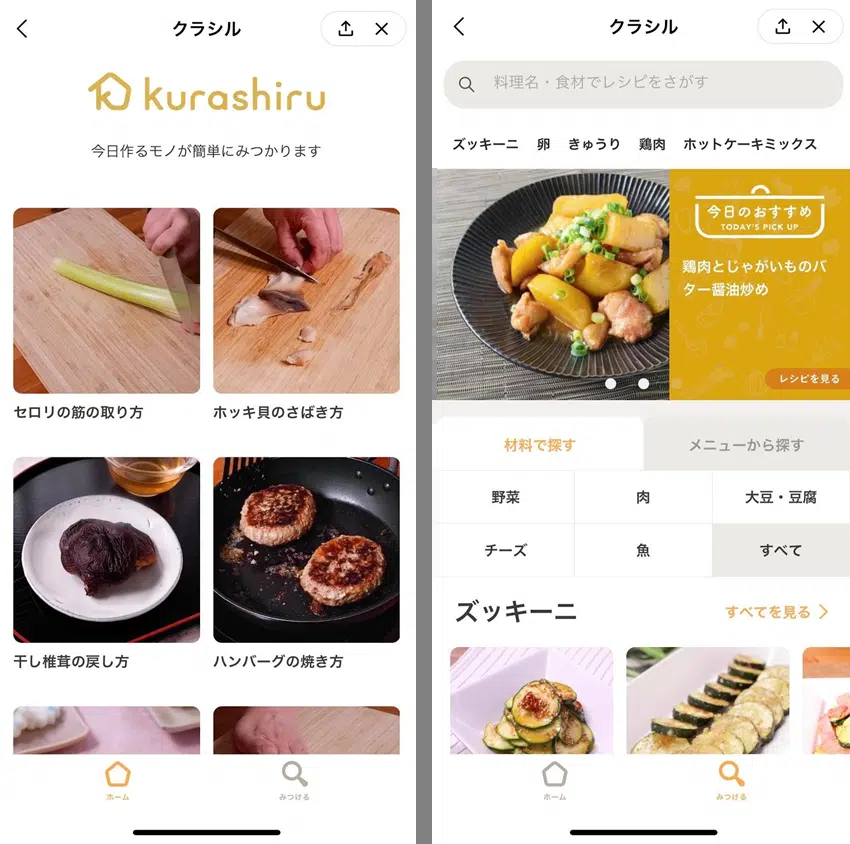 クラシル
kurashiru
今日作るモノが簡単にみつかります
セロリの筋の取り方
ホッキ貝のさばき方
干し椎茸の戻し方
ハンバーグの焼き方
ホーム
みつける
クラシル
料理名・食材でレシピをさがす
ズッキーニ 卵 きゅうり 鶏肉 ホットケーキミックス
今日のおすすめ
TODAY'S PICK UP
鶏肉とじゃがいものバ
ター醤油炒め
レシピを見る
材料で探す
メニューから探す
野菜 肉 大豆・豆腐
チーズ 魚 すべて
ズッキーニ
すべてを見る
ホーム
みつける